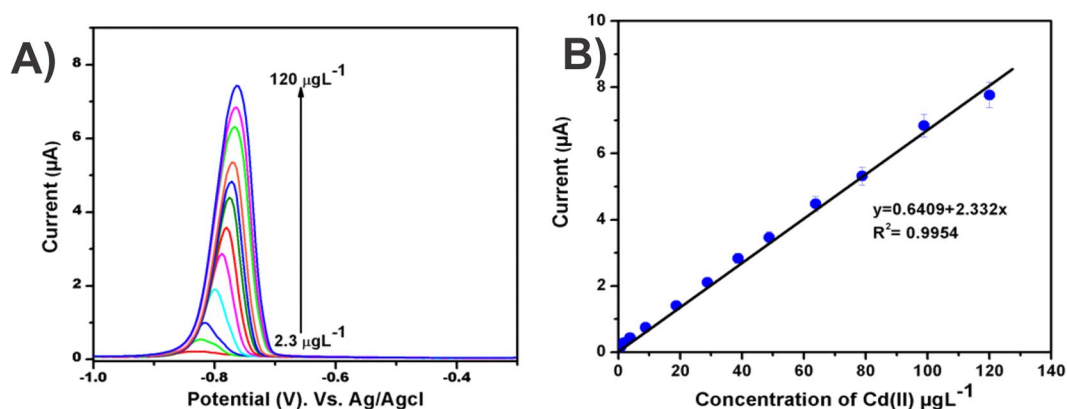 A)
Current (µA)
8
6
4
2
0
120 µgL⁻¹
2.3 µgL⁻¹
-1.0 -0.8 -0.6 -0.4
Potential (V). Vs. Ag/Agcl
B)
Current (µA)
10
8
6
4
2
0
y=0.6409+2.332x
R²= 0.9954
0 20 40 60 80 100 120 140
Concentration of Cd(II) µgL⁻¹